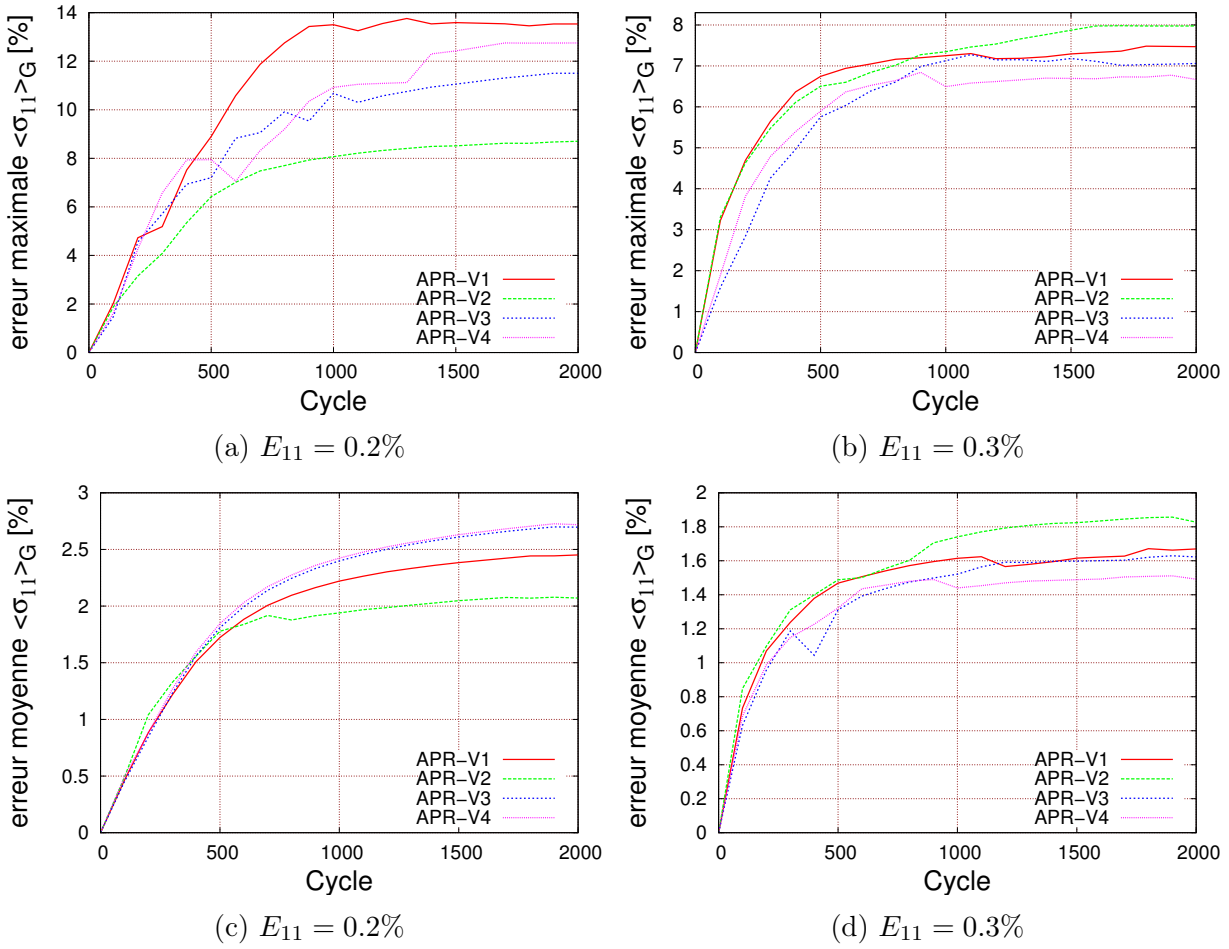 erreur maximale <σ11>G [%]
14
12
10
8
6
4
2
0
0 500 1000 1500 2000
Cycle
APR-V1
APR-V2
APR-V3
APR-V4
(a) E11 = 0.2%
erreur maximale <σ11>G [%]
8
7
6
5
4
3
2
1
0
0 500 1000 1500 2000
Cycle
APR-V1
APR-V2
APR-V3
APR-V4
(b) E11 = 0.3%
erreur moyenne <σ11>G [%]
3
2.5
2
1.5
1
0.5
0
0 500 1000 1500 2000
Cycle
APR-V1
APR-V2
APR-V3
APR-V4
(c) E11 = 0.2%
erreur moyenne <σ11>G [%]
2
1.8
1.6
1.4
1.2
1
0.8
0.6
0.4
0.2
0
0 500 1000 1500 2000
Cycle
APR-V1
APR-V2
APR-V3
APR-V4
(d) E11 = 0.3%